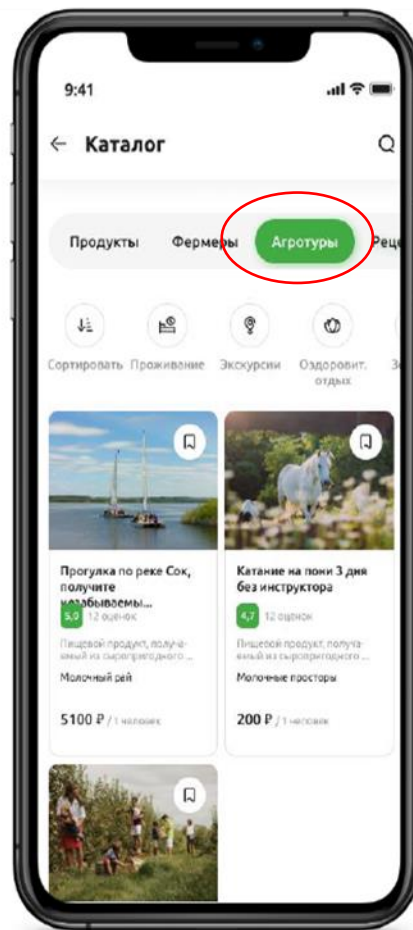 9:41
Каталог
Продукты Фермеры Агротуры Реце
Сортировать Проживание Экскурсии Оздоровит.
отдых
Прогулка по реке Сок,
получите
незабываемы...
5,0 12 оценок
Пищевой продукт, получа-
емый из сыропригодного ...
Молочный рай
5100 ₽ / 1 человек
Катание на пони 3 дня
без инструктора
4,7 12 оценок
Пищевой продукт, получа-
емый из сыропригодного ...
Молочные просторы
200 ₽ / 1 человек